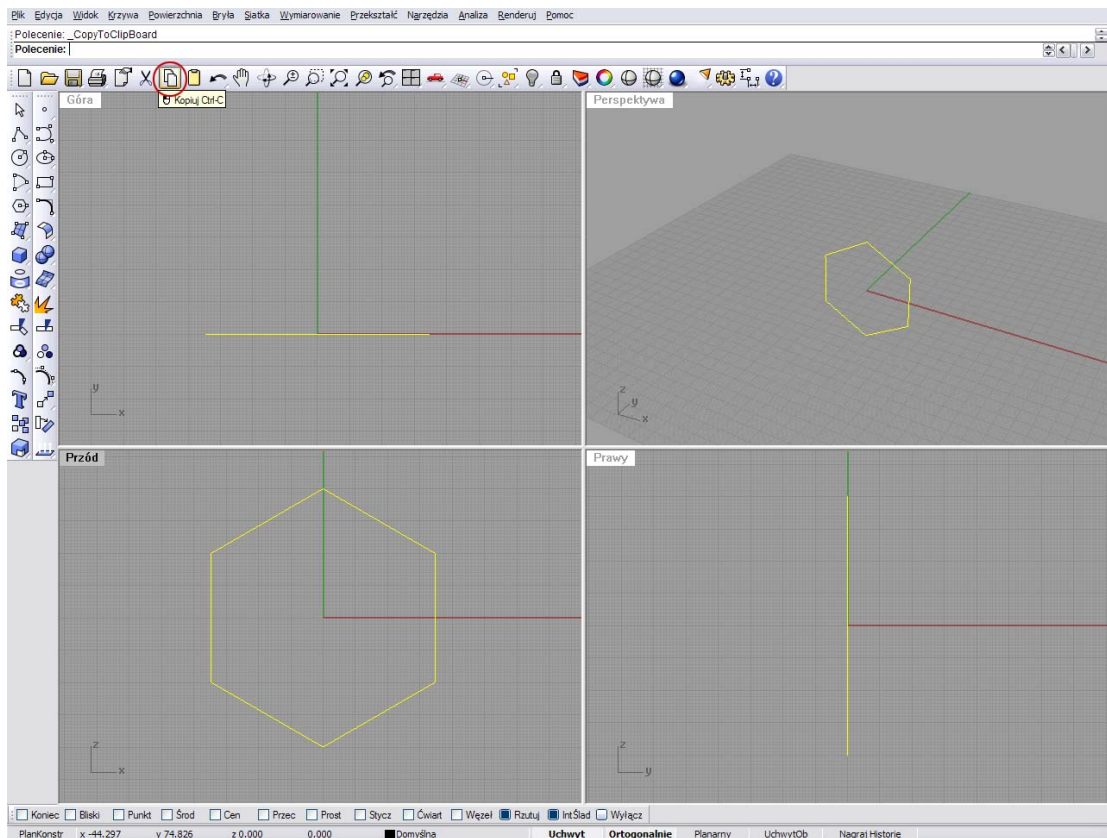 Plik Edycja Widok Krzywa Powierzchnia Bryła Siatka Wymiarowanie Przekształć Narzędzia Analiza Renderuj Pomoc
Polecenie: _CopyToClipBoard
Polecenie:
Kopiuj Ctrl-C
Góra
Perspektywa
y
x
z
y
x
Przód
Prawy
z
x
z
y
Koniec Bliski Punkt Środ Cen Przec Prost Stycz Ćwiart Węzeł Rzutuj IntŚlad Wyłącz
PlanKonstr x -44.297 y 74.826 z 0.000 0.000 Domyślna Uchwyt Ortogonalnie Planarny UchwytOb Nagraj Historię